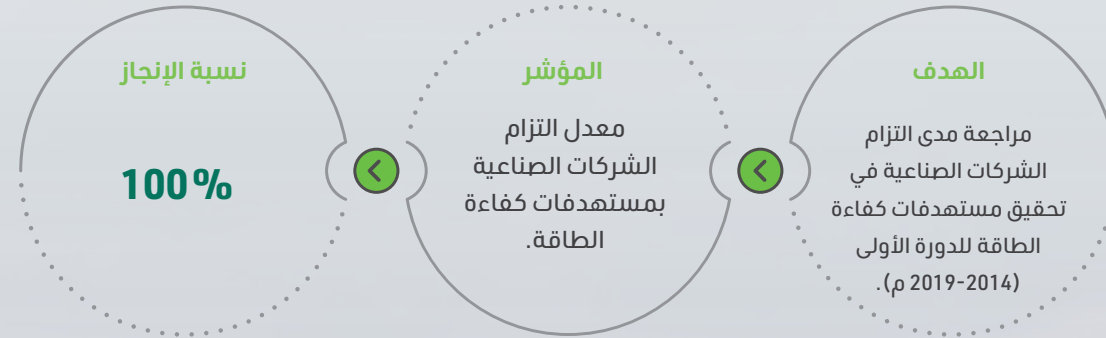 الهدف
مراجعة مدى التزام
الشركات الصناعية في
تحقيق مستهدفات كفاءة
الطاقة للدورة الأولى
(2014-2019 م).
المؤشر
معدل التزام
الشركات الصناعية
بمستهدفات كفاءة
الطاقة.
نسبة الإنجاز
100%